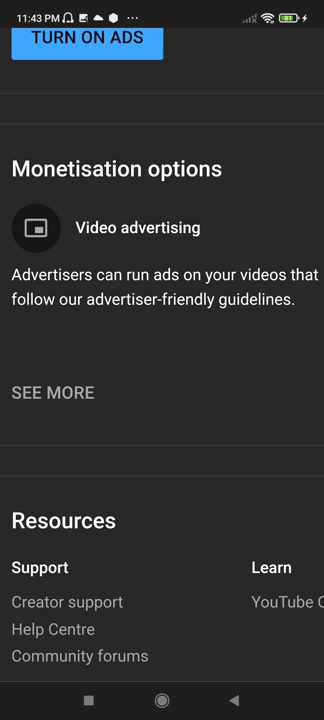 11:43 PM
81
TURN ON ADS
Monetisation options
Video advertising
Advertisers can run ads on your videos that
follow our advertiser-friendly guidelines.
SEE MORE
Resources
Support
Learn
Creator support
YouTube
Help Centre
Community forums